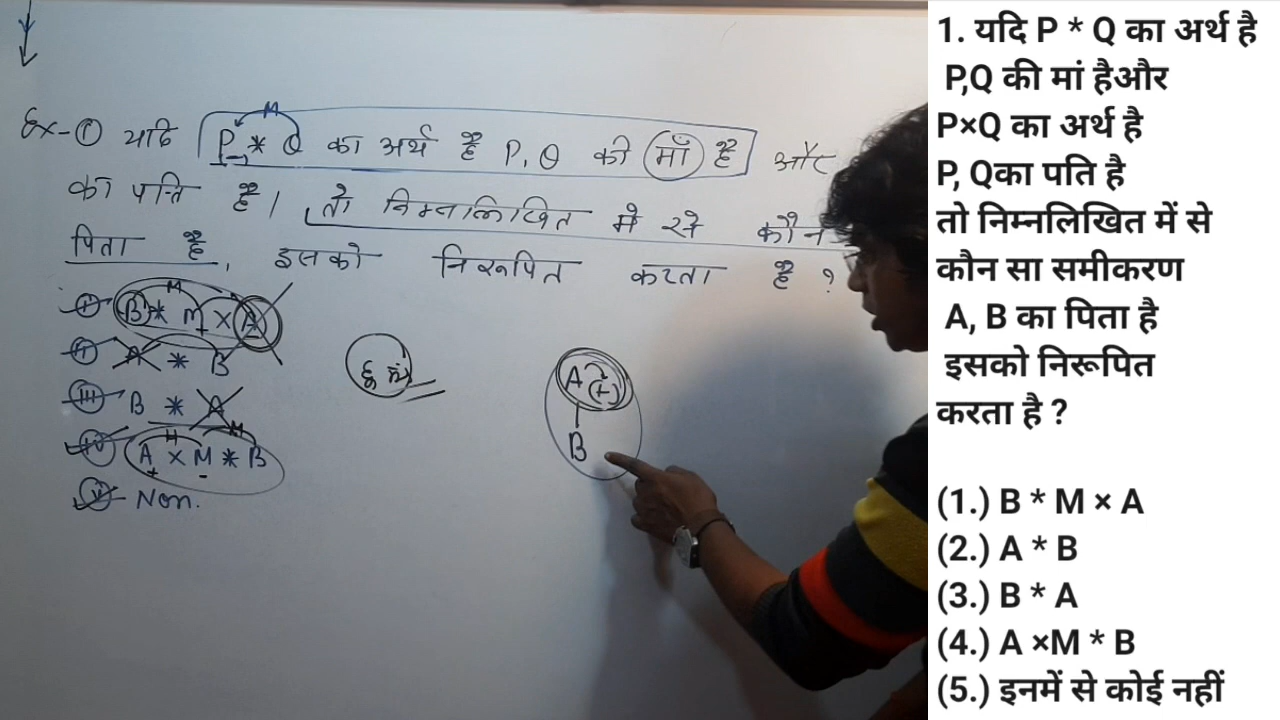 Ex-① यदि P * Q का अर्थ है P, Q की माँ है और
का पति है। तो निम्नलिखित में से कौन
पिता है, इसको निरूपित करता है ?
B * M × A
A * B
A
(+)
B
III B * A
A × M * B
Non.
1. यदि P * Q का अर्थ है
P,Q की मां हैऔर
P×Q का अर्थ है
P, Qका पति है
तो निम्नलिखित में से
कौन सा समीकरण
A, B का पिता है
इसको निरूपित
करता है ?
(1.) B * M × A
(2.) A * B
(3.) B * A
(4.) A ×M * B
(5.) इनमें से कोई नहीं